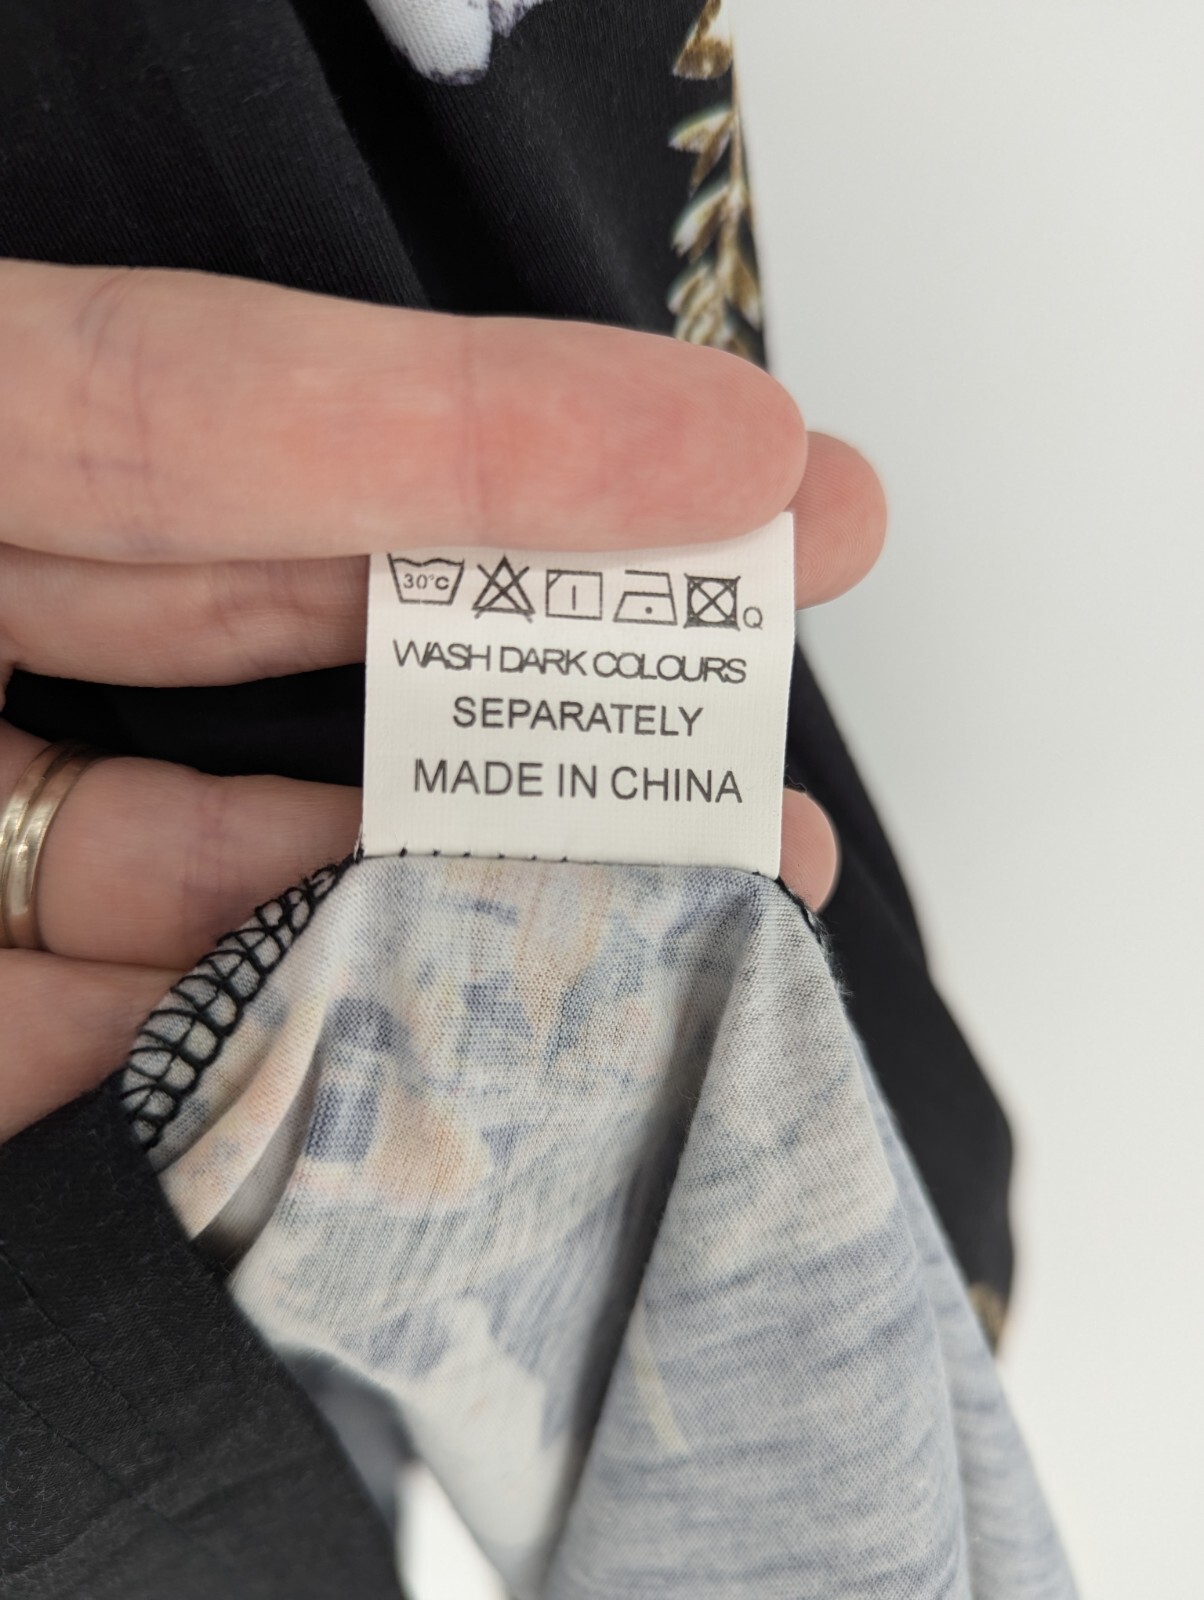 30°C
Q
WASH DARK COLOURS
SEPARATELY
MADE IN CHINA